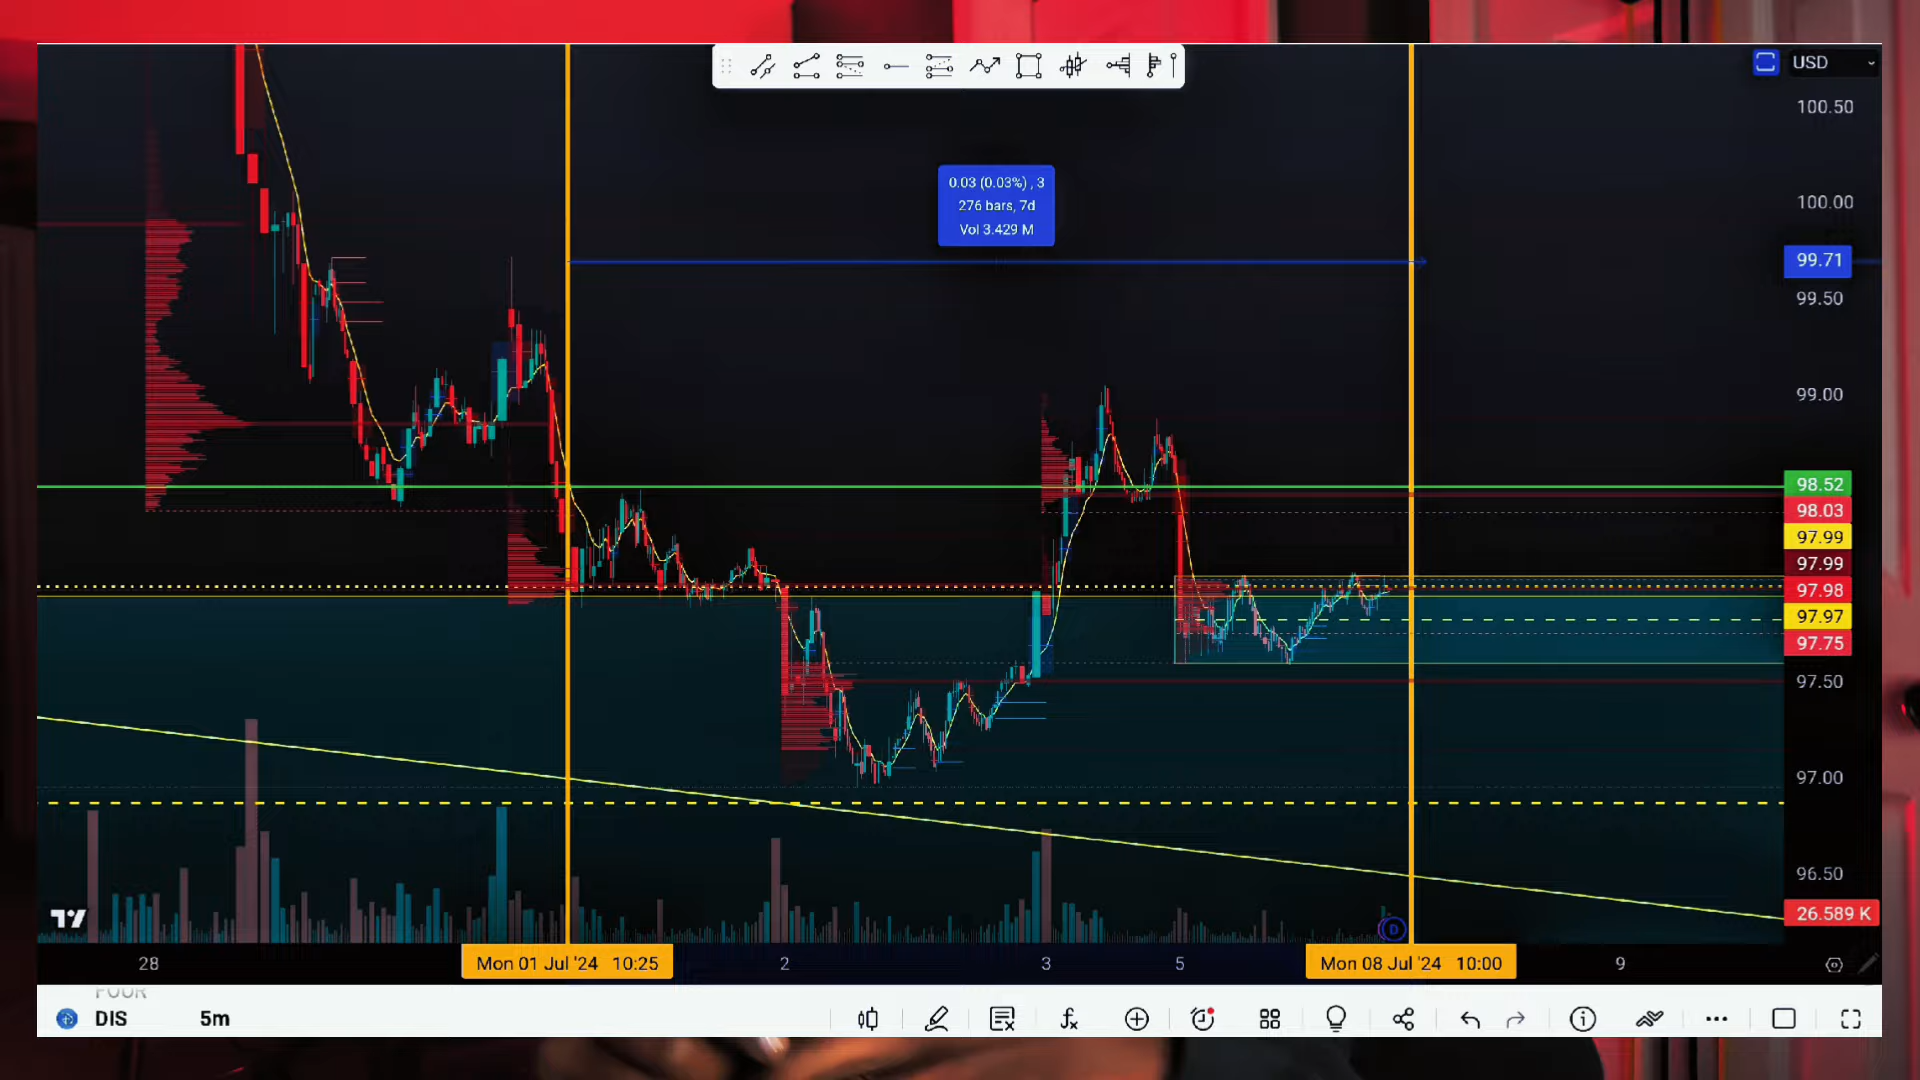 USD
100.50
0.03 (0.03%) , 3
276 bars, 7d
Vol 3.429 M
100.00
99.71
99.50
99.00
98.52
98.03
97.99
97.99
97.98
97.97
97.75
97.50
97.00
96.50
26.589 K
D
28
Mon 01 Jul '24 10:25
2
3
5
Mon 08 Jul '24 10:00
9
FOUR
DIS
5m